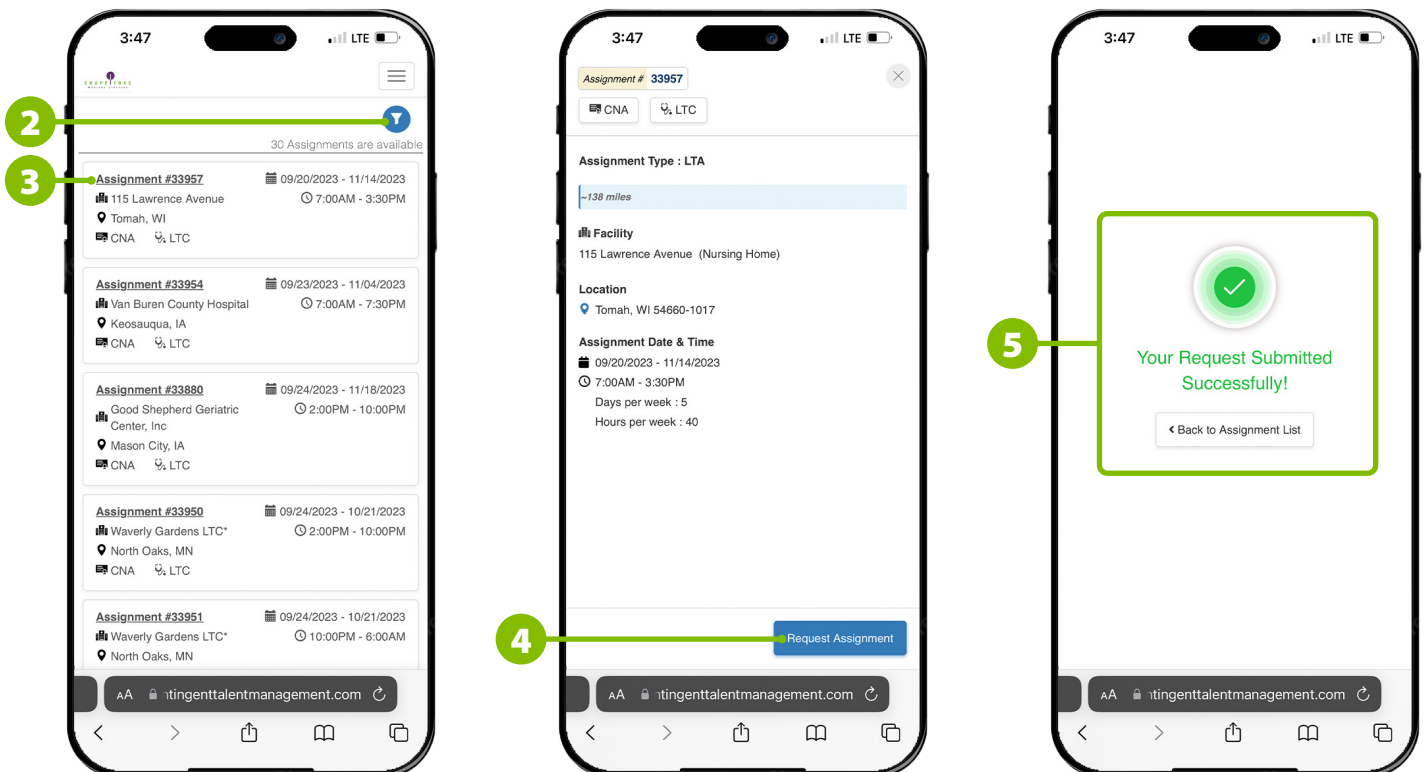 3:47
LTE
GRAPETREE
MEDICAL STAFFING
2
30 Assignments are available
3
Assignment #33957
09/20/2023 - 11/14/2023
115 Lawrence Avenue
7:00AM - 3:30PM
Tomah, WI
CNA LTC
Assignment #33954
09/23/2023 - 11/04/2023
Van Buren County Hospital
7:00AM - 7:30PM
Keosauqua, IA
CNA LTC
Assignment #33880
09/24/2023 - 11/18/2023
Good Shepherd Geriatric
Center, Inc
2:00PM - 10:00PM
Mason City, IA
CNA LTC
Assignment #33950
09/24/2023 - 10/21/2023
Waverly Gardens LTC*
2:00PM - 10:00PM
North Oaks, MN
CNA LTC
Assignment #33951
09/24/2023 - 10/21/2023
Waverly Gardens LTC*
10:00PM - 6:00AM
North Oaks, MN
AA ntingenttalentmanagement.com
3:47
LTE
Assignment # 33957
CNA LTC
Assignment Type : LTA
~138 miles
Facility
115 Lawrence Avenue (Nursing Home)
Location
Tomah, WI 54660-1017
Assignment Date & Time
09/20/2023 - 11/14/2023
7:00AM - 3:30PM
Days per week : 5
Hours per week : 40
4
Request Assignment
AA ntingenttalentmanagement.com
3:47
LTE
5
Your Request Submitted
Successfully!
Back to Assignment List
AA ntingenttalentmanagement.com